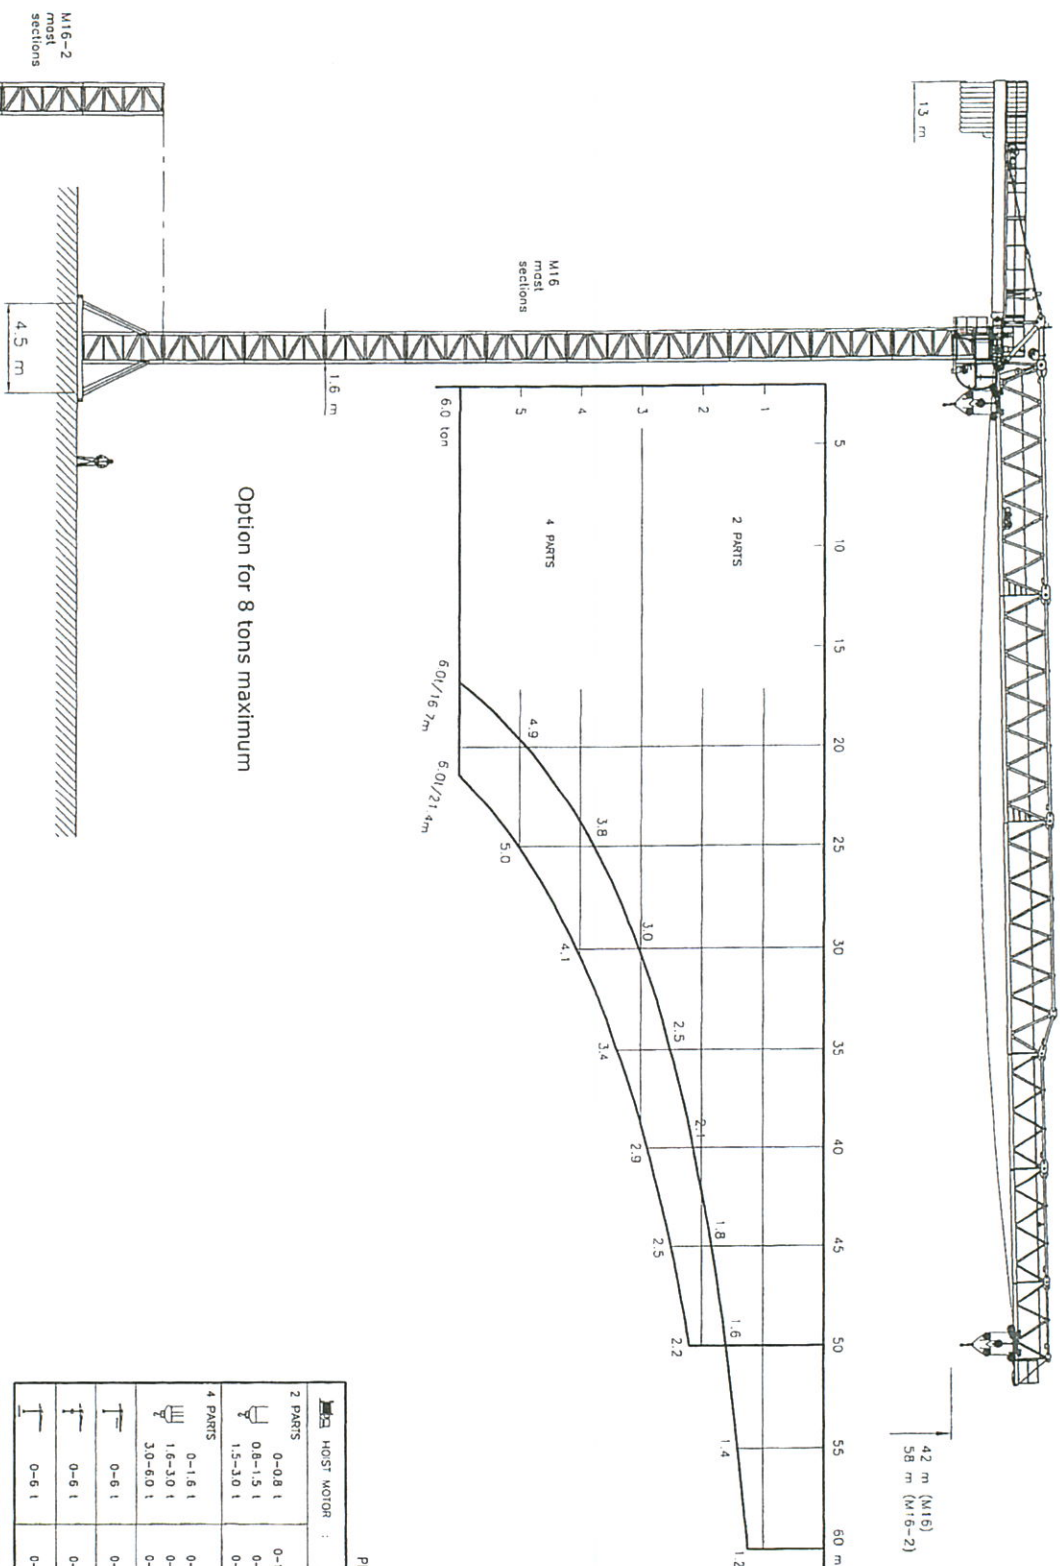 M16-2
mast
sections
13 m
M16
mast
sections
4.5 m
1.6 m
42 m (M16)
58 m (M16-2)
5
10
15
20
25
30
35
40
45
50
55
60 m
1
2
3
4
5
6.0 ton
2 PARTS
4 PARTS
6.0t/16.7m
4.9
3.8
3.0
2.5
2.1
1.8
1.6
1.4
1.2
6.0t/21.4m
5.0
4.1
3.4
2.9
2.5
2.2
Option for 8 tons maximum
HOIST MOTOR :
2 PARTS
0-0.8 t
0.8-1.5 t
1.5-3.0 t
4 PARTS
0-1.6 t
1.6-3.0 t
3.0-6.0 t
0-6 t
0-6 t
0-6 t